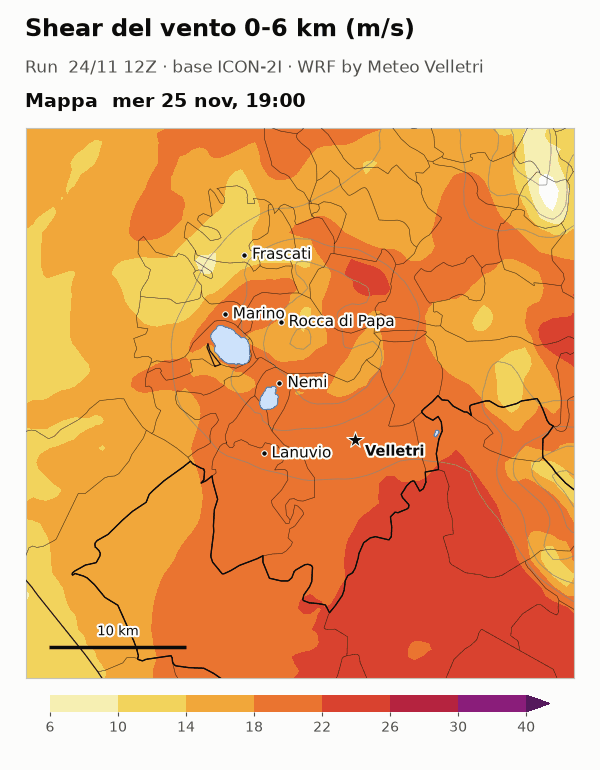 Shear del vento 0-6 km (m/s)
Run 24/11 12Z · base ICON-2I · WRF by Meteo Velletri
Mappa mer 25 nov, 19:00
Frascati
Marino
Rocca di Papa
Nemi
Velletri
Lanuvio
10 km
6 10 14 18 22 26 30 40